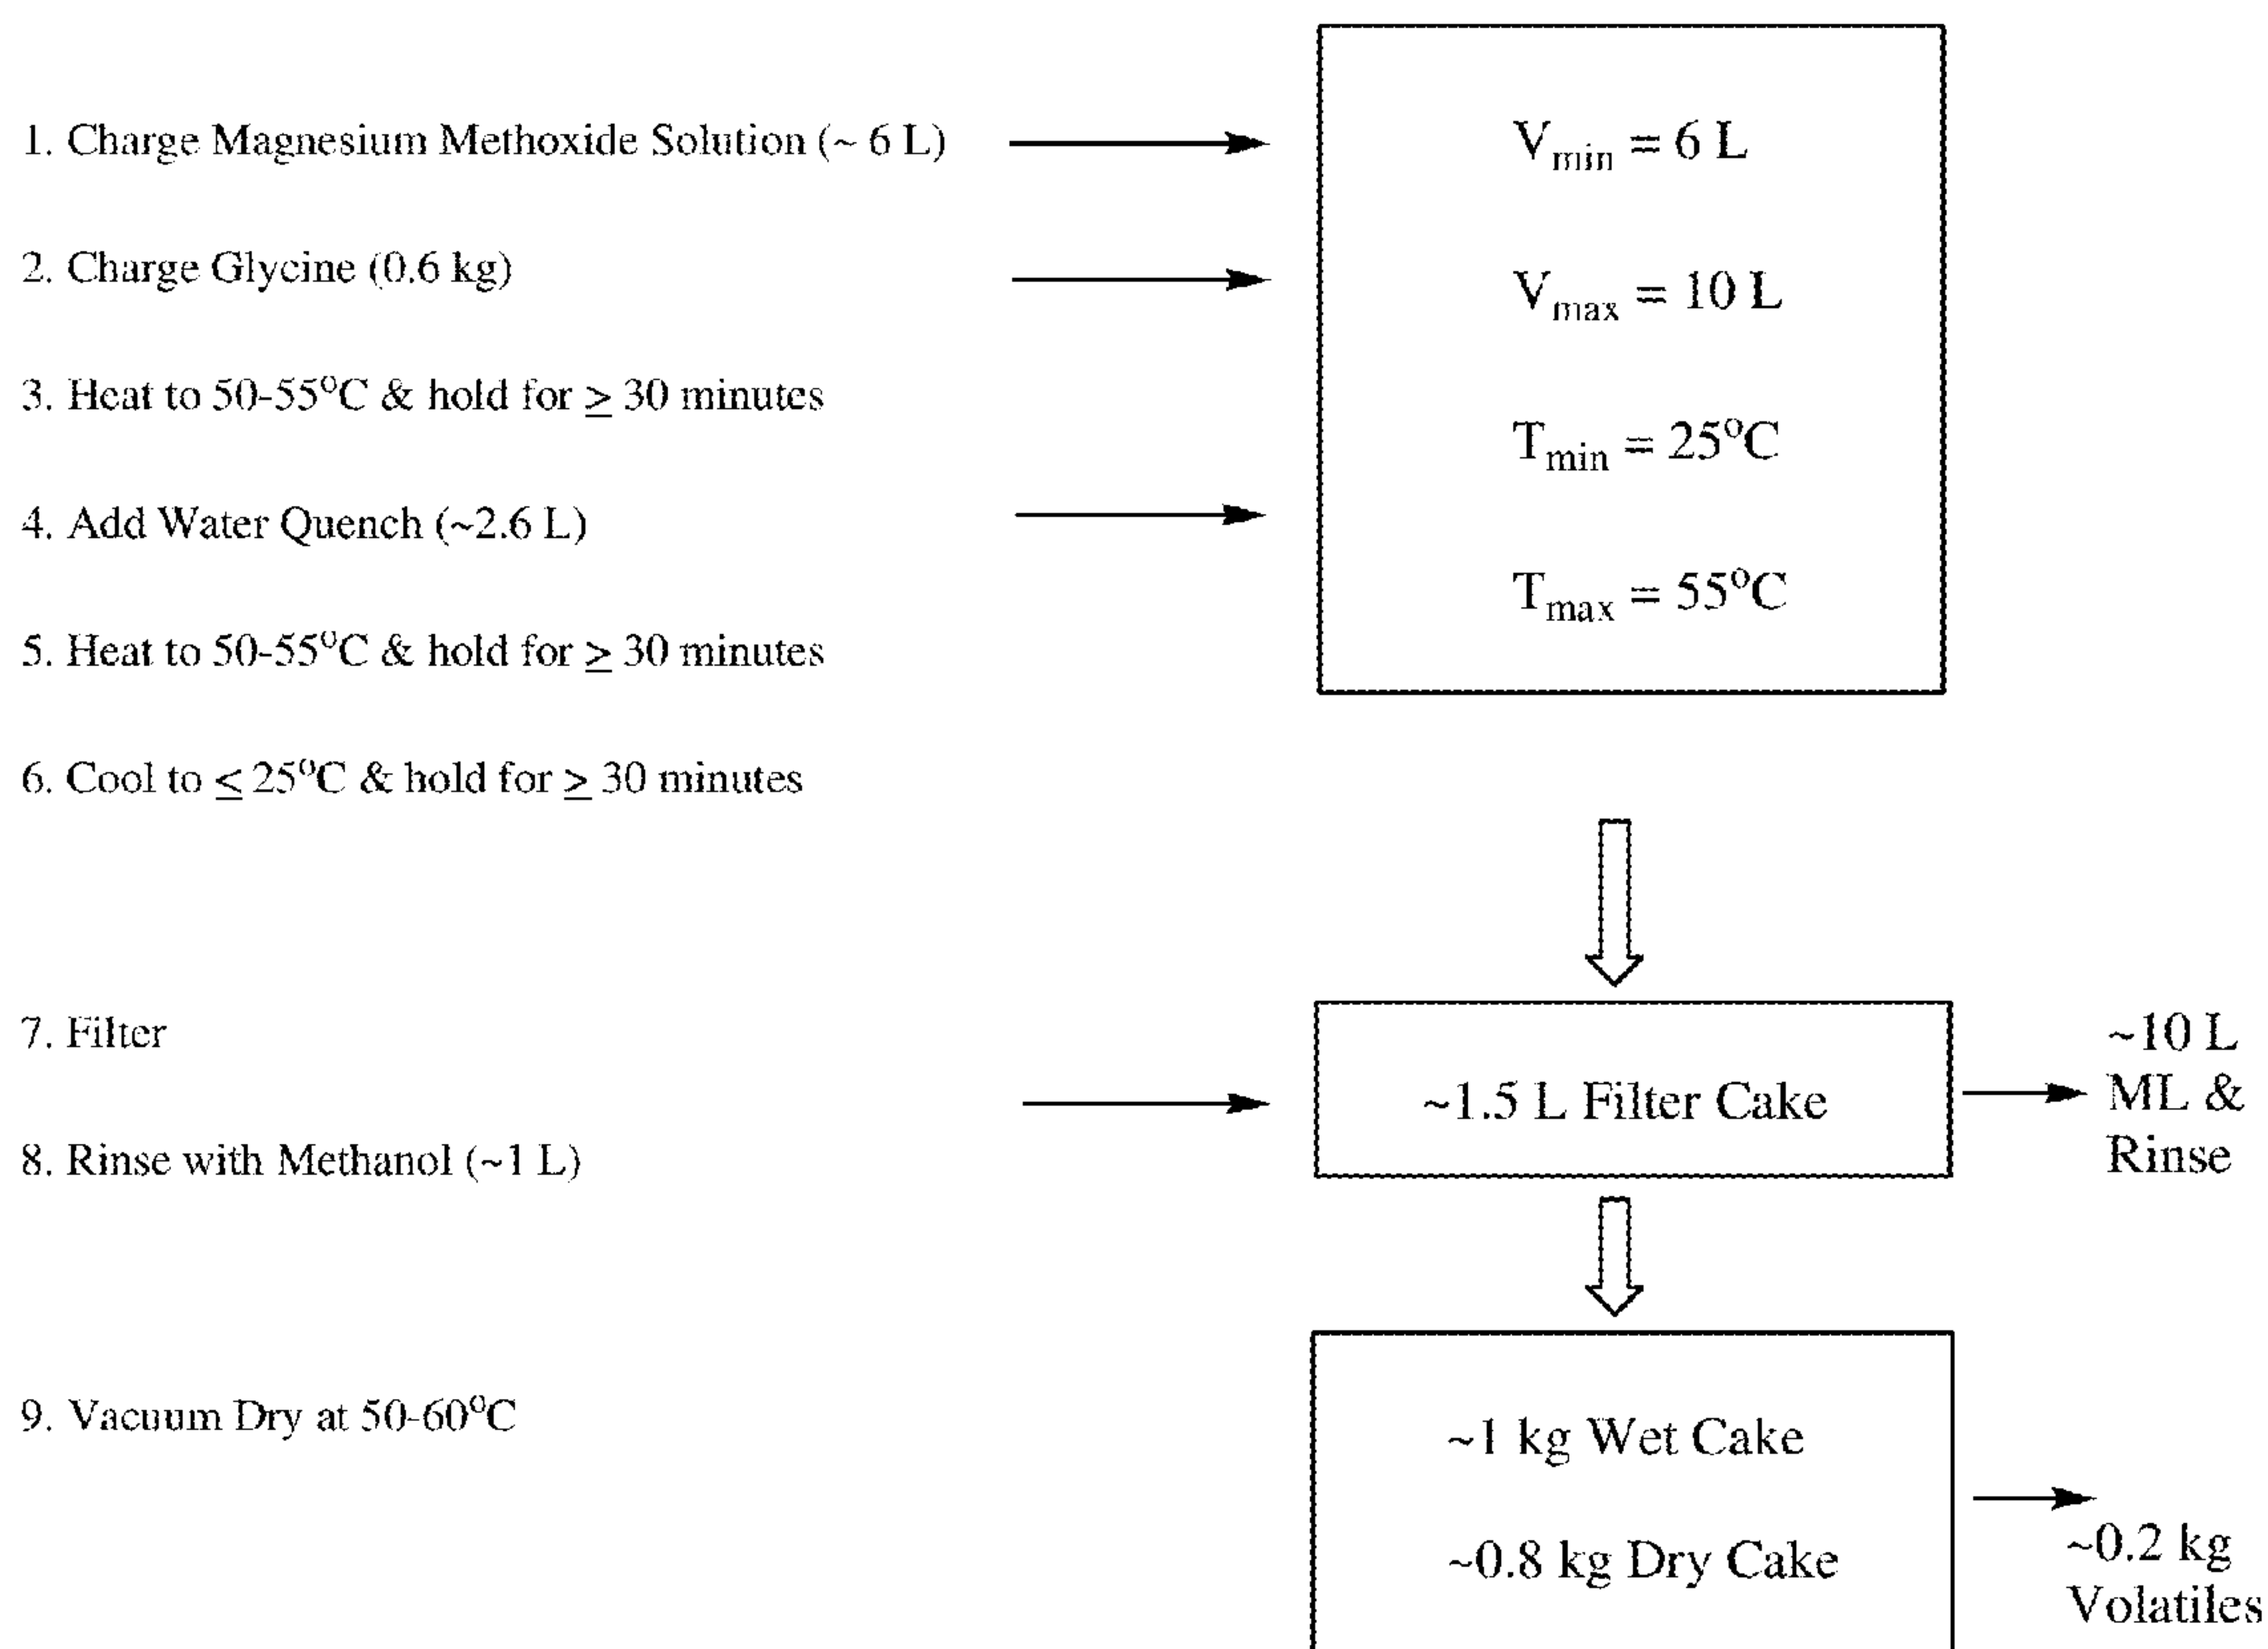 1. Charge Magnesium Methoxide Solution (~ 6 L)
2. Charge Glycine (0.6 kg)
3. Heat to 50-55°C & hold for ≥ 30 minutes
4. Add Water Quench (~2.6 L)
5. Heat to 50-55°C & hold for ≥ 30 minutes
6. Cool to ≤ 25°C & hold for ≥ 30 minutes
Vmin = 6 L
Vmax = 10 L
Tmin = 25°C
Tmax = 55°C
7. Filter
8. Rinse with Methanol (~1 L)
~1.5 L Filter Cake
~10 L
ML &
Rinse
9. Vacuum Dry at 50-60°C
~1 kg Wet Cake
~0.8 kg Dry Cake
~0.2 kg
Volatiles